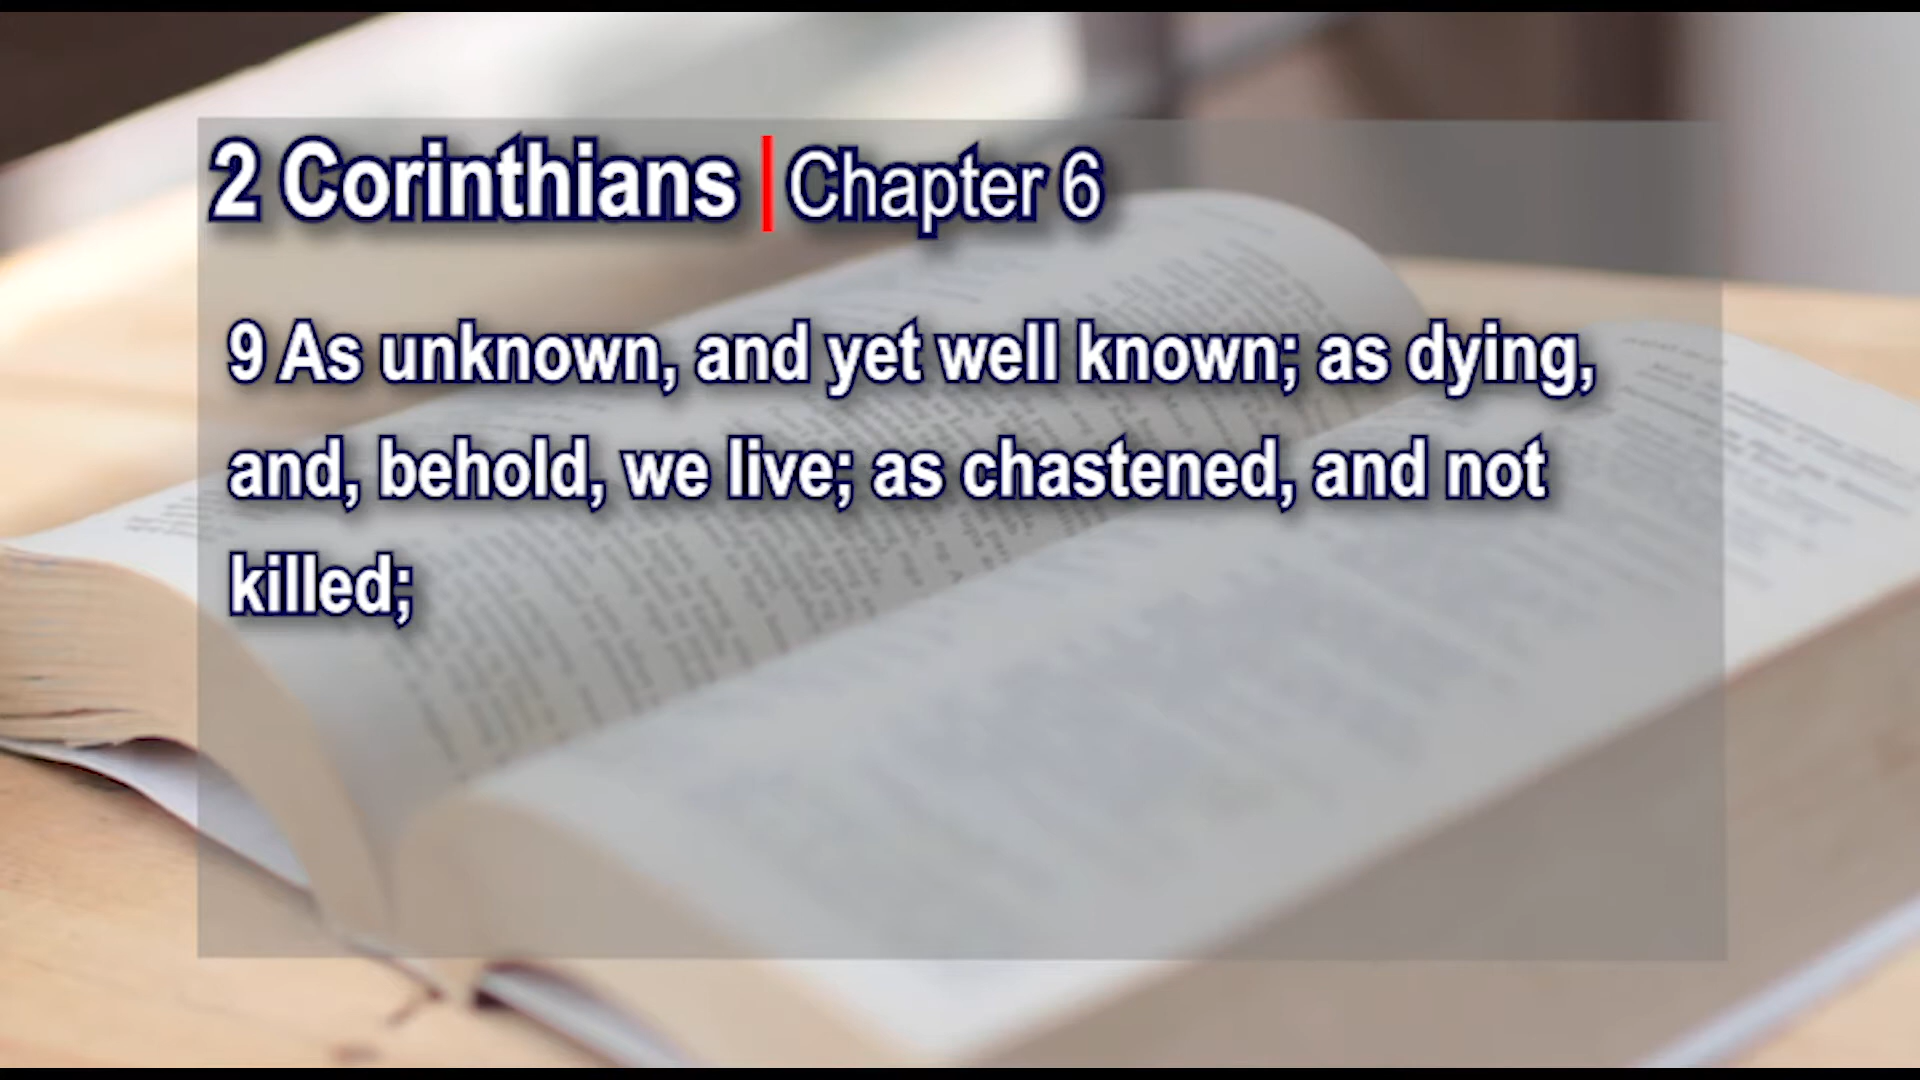 2 Corinthians | Chapter 6
9 As unknown, and yet well known; as dying,
and, behold, we live; as chastened, and not
killed;